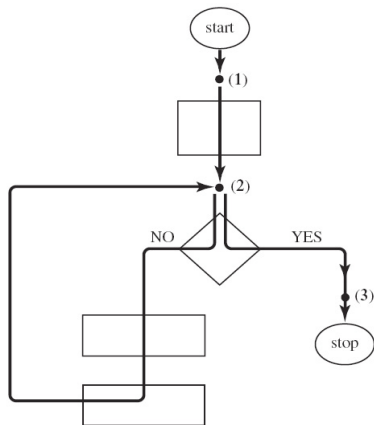 start
(1)
(2)
NO
YES
(3)
stop